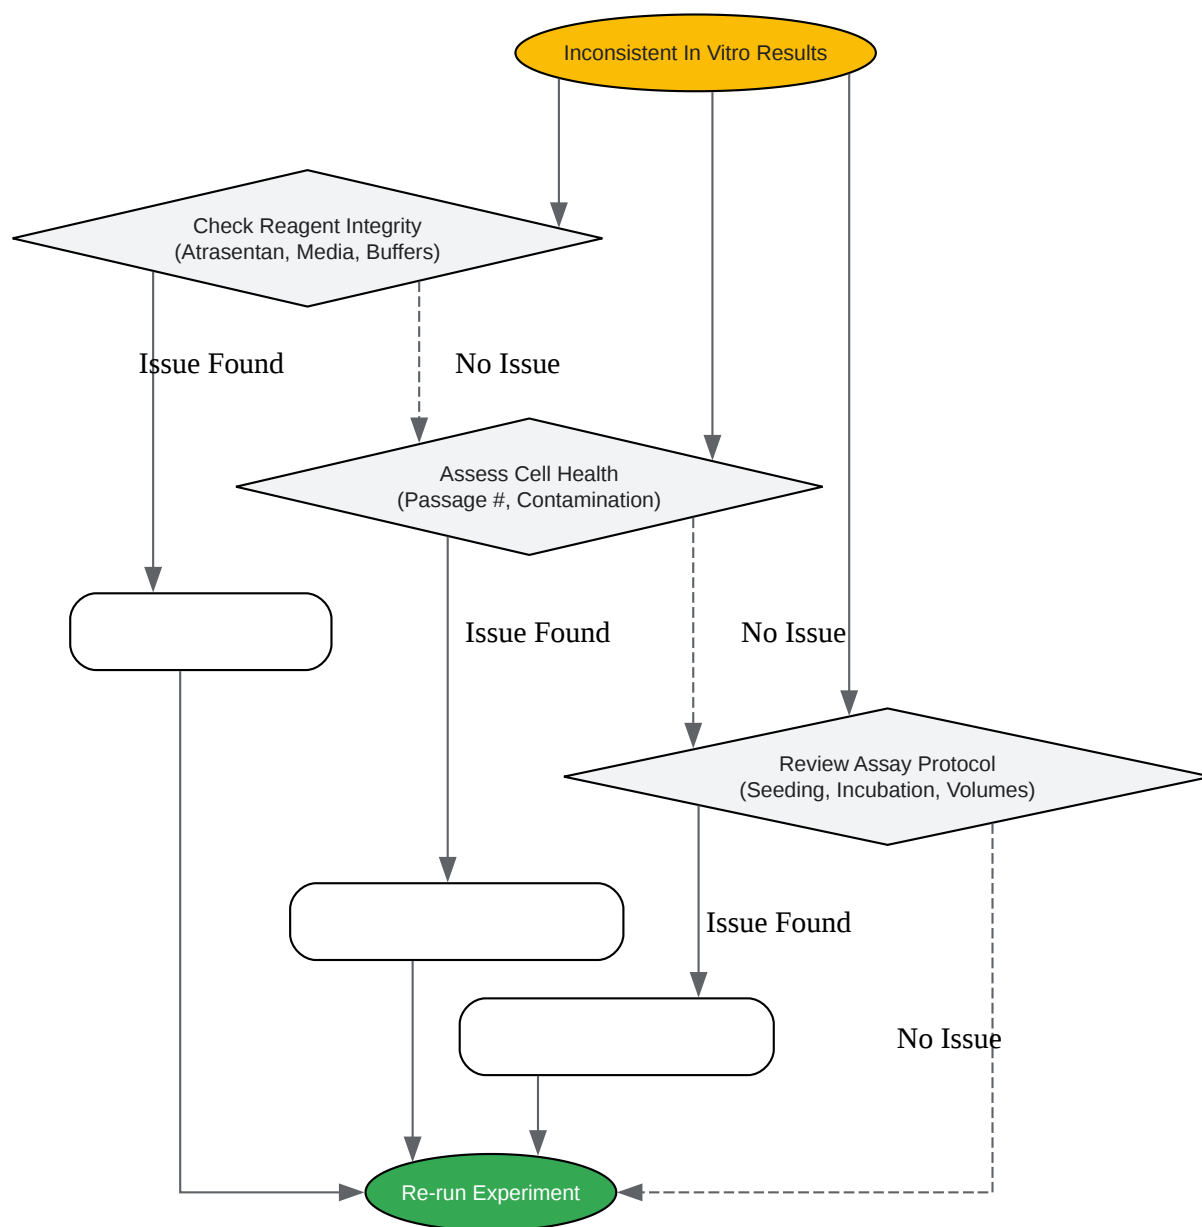 Inconsistent In Vitro Results
Check Reagent Integrity
(Atrasentan, Media, Buffers)
Issue Found
No Issue
Assess Cell Health
(Passage #, Contamination)
Issue Found
No Issue
Review Assay Protocol
(Seeding, Incubation, Volumes)
Issue Found
No Issue
Re-run Experiment